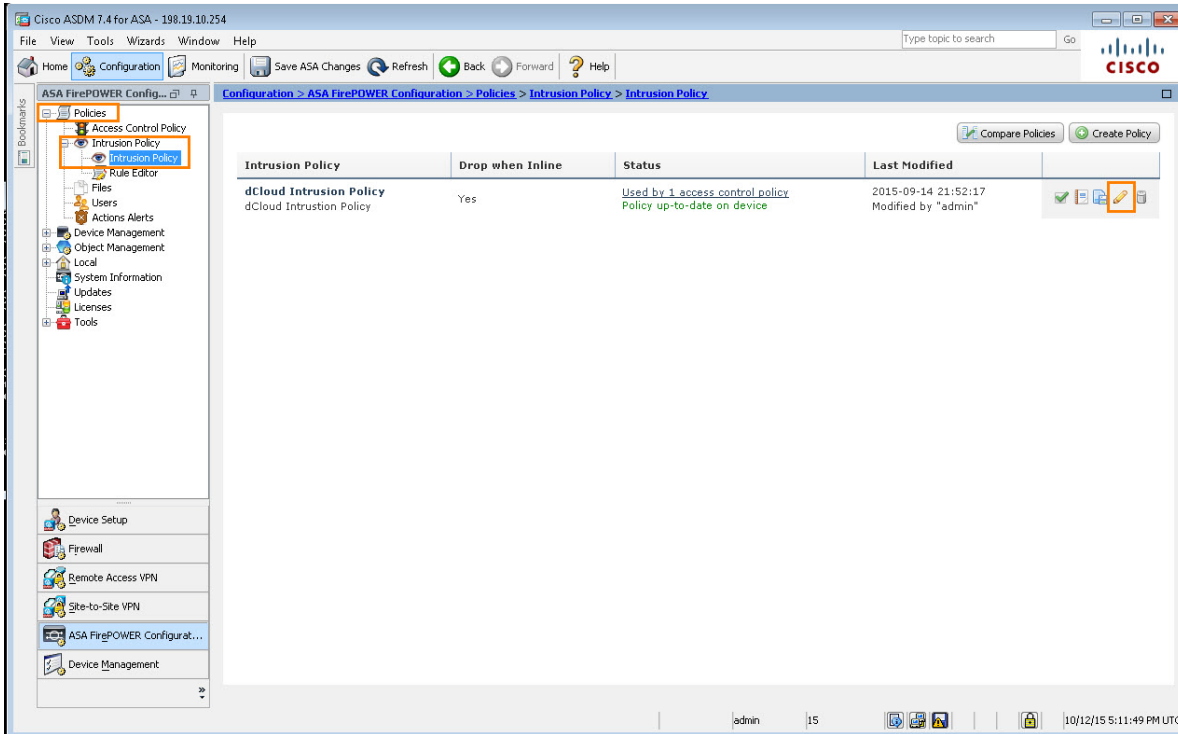 Cisco ASDM 7.4 for ASA - 198.19.10.254
File View Tools Wizards Window Help
Type topic to search
Go
Home Configuration Monitoring Save ASA Changes Refresh Back Forward Help
CISCO
Bookmarks
ASA FirePOWER Config...
Configuration > ASA FirePOWER Configuration > Policies > Intrusion Policy > Intrusion Policy
Policies
Access Control Policy
Intrusion Policy
Intrusion Policy
Rule Editor
Files
Users
Actions Alerts
Device Management
Object Management
Local
System Information
Updates
Licenses
Tools
Compare Policies Create Policy
Intrusion Policy Drop when Inline Status Last Modified
dCloud Intrusion Policy Yes Used by 1 access control policy 2015-09-14 21:52:17
dCloud Intrustion Policy Policy up-to-date on device Modified by "admin"
Device Setup
Firewall
Remote Access VPN
Site-to-Site VPN
ASA FirePOWER Configurat...
Device Management
admin 15 10/12/15 5:11:49 PM UTC